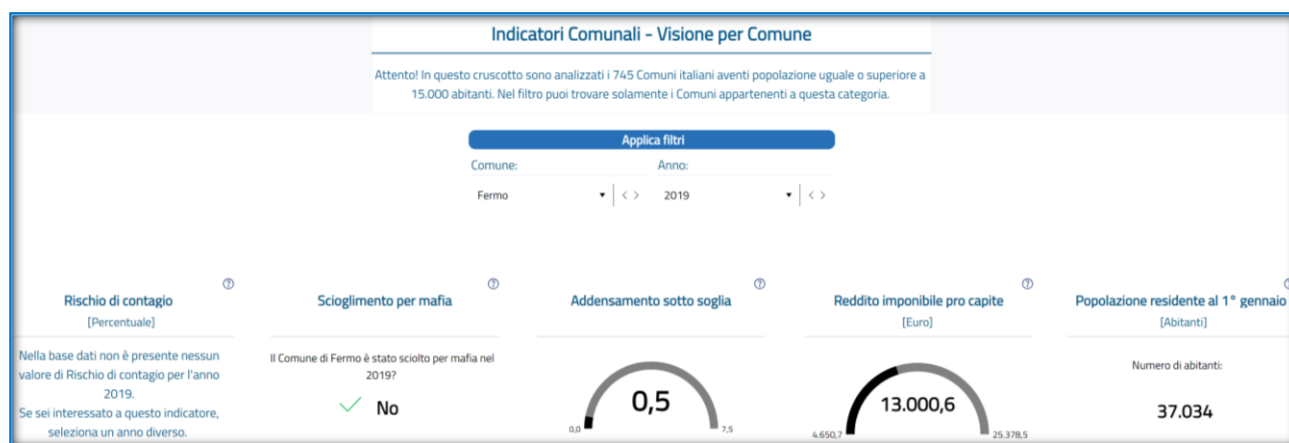 Indicatori Comunali - Visione per Comune
Attento! In questo cruscotto sono analizzati i 745 Comuni italiani aventi popolazione uguale o superiore a
15.000 abitanti. Nel filtro puoi trovare solamente i Comuni appartenenti a questa categoria.
Applica filtri
Comune:
Anno:
Fermo
2019
Rischio di contagio
[Percentuale]
Nella base dati non è presente nessun
valore di Rischio di contagio per l'anno
2019.
Se sei interessato a questo indicatore,
seleziona un anno diverso.
Scioglimento per mafia
Il Comune di Fermo è stato sciolto per mafia nel
2019?
No
Addensamento sotto soglia
0,5
0,0
7,5
Reddito imponibile pro capite
[Euro]
13.000,6
4.650,7
25.378,5
Popolazione residente al 1° gennaio
[Abitanti]
Numero di abitanti:
37.034